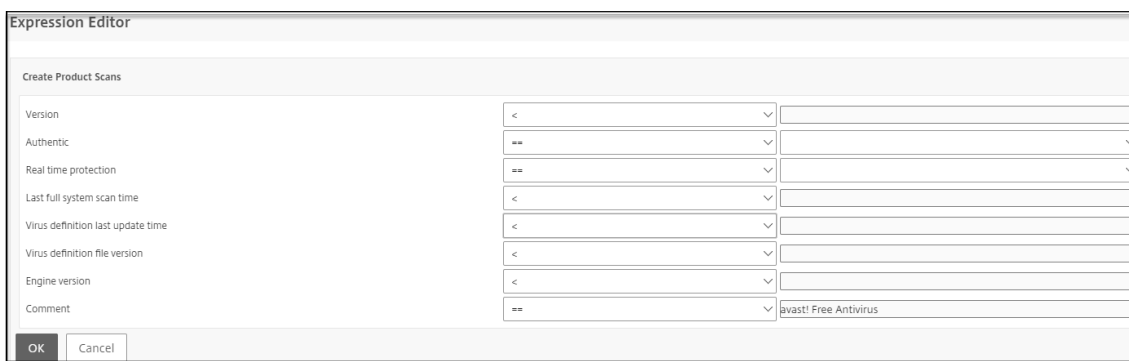 Expression Editor
Create Product Scans
Version <
Authentic ==
Real time protection ==
Last full system scan time <
Virus definition last update time <
Virus definition file version <
Engine version <
Comment == avast! Free Antivirus
OK Cancel